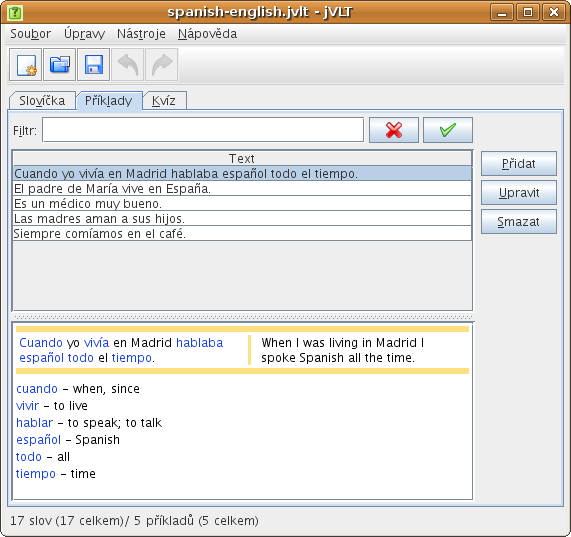 spanish-english.jvlt - jVLT
Soubor Úpravy Nástroje Nápověda
Slovíčka Příklady Kvíz
Filtr:
Text
Cuando yo vivía en Madrid hablaba español todo el tiempo.
El padre de María vive en España.
Es un médico muy bueno.
Las madres aman a sus hijos.
Siempre comíamos en el café.
Přidat
Upravit
Smazat
Cuando yo vivía en Madrid hablaba
español todo el tiempo.
When I was living in Madrid I
spoke Spanish all the time.
cuando – when, since
vivir – to live
hablar – to speak; to talk
español – Spanish
todo – all
tiempo – time
17 slov (17 celkem)/ 5 příkladů (5 celkem)